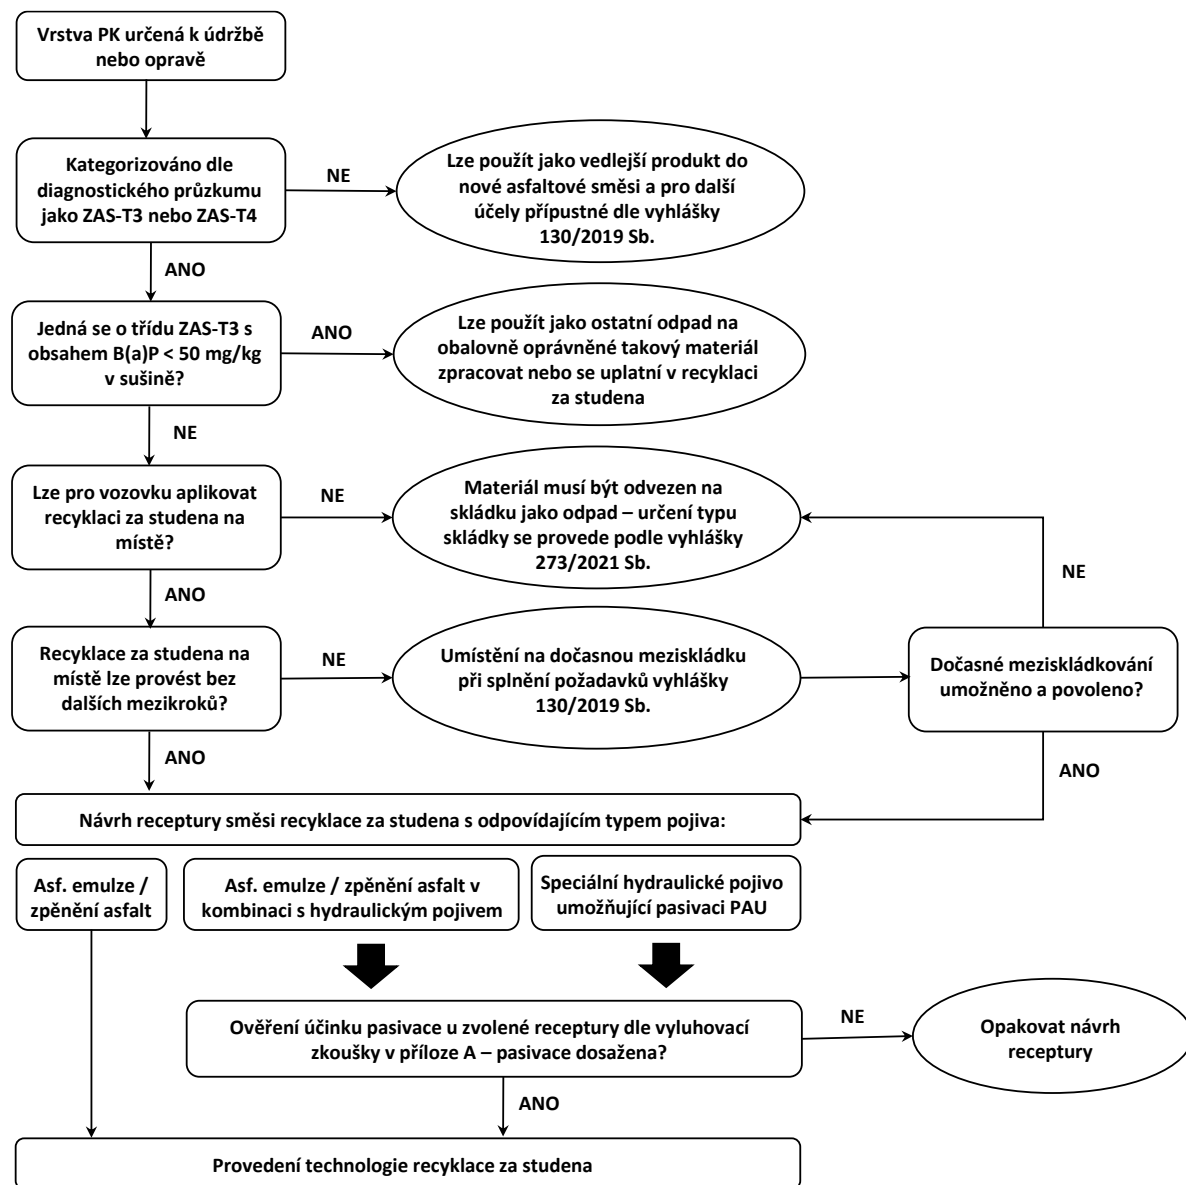 Vrstva PK určená k údržbě
nebo opravě
Kategorizováno dle
diagnostického průzkumu
jako ZAS-T3 nebo ZAS-T4
NE
Lze použít jako vedlejší produkt do
nové asfaltové směsi a pro další
účely přípustné dle vyhlášky
130/2019 Sb.
ANO
Jedná se o třídu ZAS-T3 s
obsahem B(a)P < 50 mg/kg
v sušině?
ANO
Lze použít jako ostatní odpad na
obalovně oprávněné takový materiál
zpracovat nebo se uplatní v recyklaci
za studena
NE
Lze pro vozovku aplikovat
recyklaci za studena na
místě?
NE
Materiál musí být odvezen na
skládku jako odpad – určení typu
skládky se provede podle vyhlášky
273/2021 Sb.
NE
ANO
Recyklace za studena na
místě lze provést bez
dalších mezikroků?
NE
Umístění na dočasnou meziskládku
při splnění požadavků vyhlášky
130/2019 Sb.
Dočasné meziskládkování
umožněno a povoleno?
ANO
ANO
Návrh receptury směsi recyklace za studena s odpovídajícím typem pojiva:
Asf. emulze /
zpěnění asfalt
Asf. emulze / zpěnění asfalt v
kombinaci s hydraulickým pojivem
Speciální hydraulické pojivo
umožňující pasivaci PAU
Ověření účinku pasivace u zvolené receptury dle vyluhovací
zkoušky v příloze A – pasivace dosažena?
NE
Opakovat návrh
receptury
ANO
Provedení technologie recyklace za studena